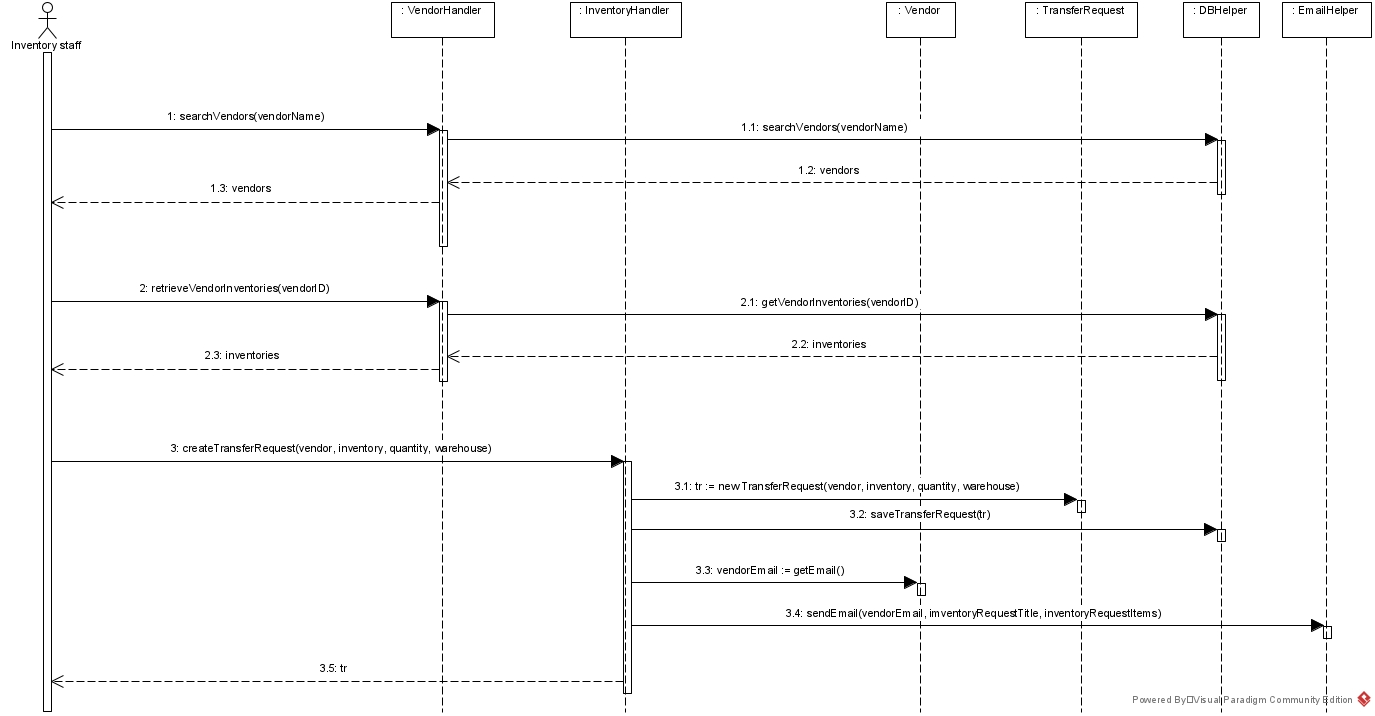 : VendorHandler
: InventoryHandler
: Vendor
: TransferRequest
: DBHelper
: EmailHelper
Inventory staff
1: searchVendors(vendorName)
1.1: searchVendors(vendorName)
1.2: vendors
1.3: vendors
2: retrieveVendorInventories(vendorID)
2.1: getVendorInventories(vendorID)
2.2: inventories
2.3: inventories
3: createTransferRequest(vendor, inventory, quantity, warehouse)
3.1: tr := new TransferRequest(vendor, inventory, quantity, warehouse)
3.2: saveTransferRequest(tr)
3.3: vendorEmail := getEmail()
3.4: sendEmail(vendorEmail, imventoryRequestTitle, inventoryRequestItems)
3.5: tr
Powered By Visual Paradigm Community Edition